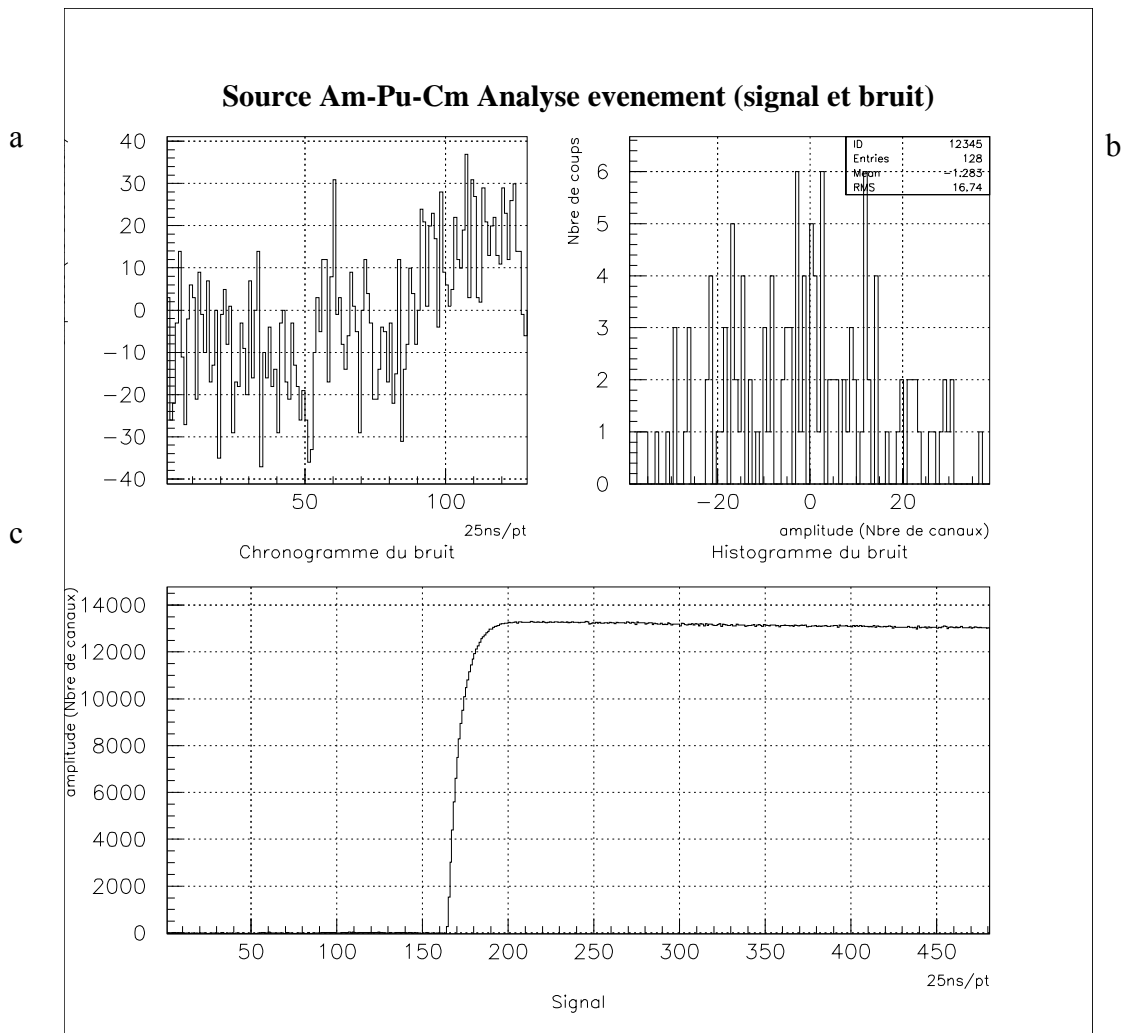 Source Am-Pu-Cm Analyse evenement (signal et bruit)
a
40
30
20
10
0
−10
−20
−30
−40
50
100
25ns/pt
Chronogramme du bruit
b
Nbre de coups
6
5
4
3
2
1
0
−20
0
20
ID 12345
Entries 128
Mean −1.283
RMS 16.74
amplitude (Nbre de canaux)
Histogramme du bruit
c
amplitude (Nbre de canaux)
14000
12000
10000
8000
6000
4000
2000
0
50
100
150
200
250
300
350
400
450
25ns/pt
Signal